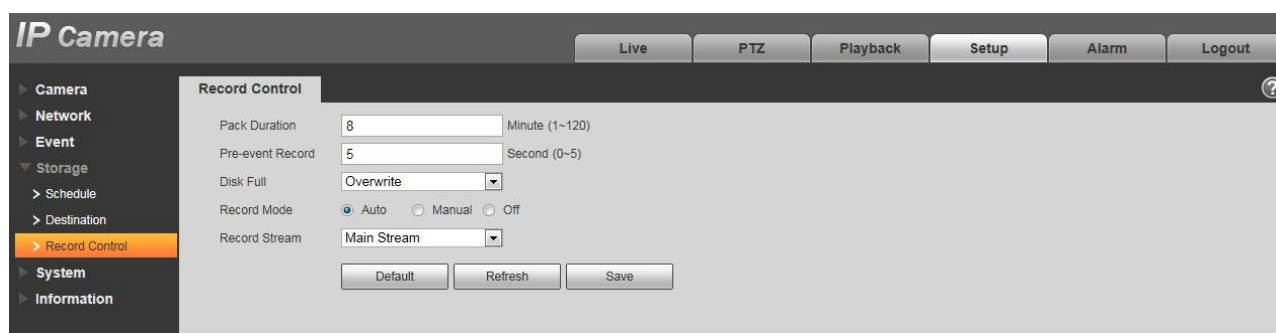 IP Camera
Live PTZ Playback Setup Alarm Logout
Camera
Network
Event
Storage
> Schedule
> Destination
> Record Control
System
Information
Record Control
?
Pack Duration 8 Minute (1~120)
Pre-event Record 5 Second (0~5)
Disk Full Overwrite
Record Mode Auto Manual Off
Record Stream Main Stream
Default Refresh Save